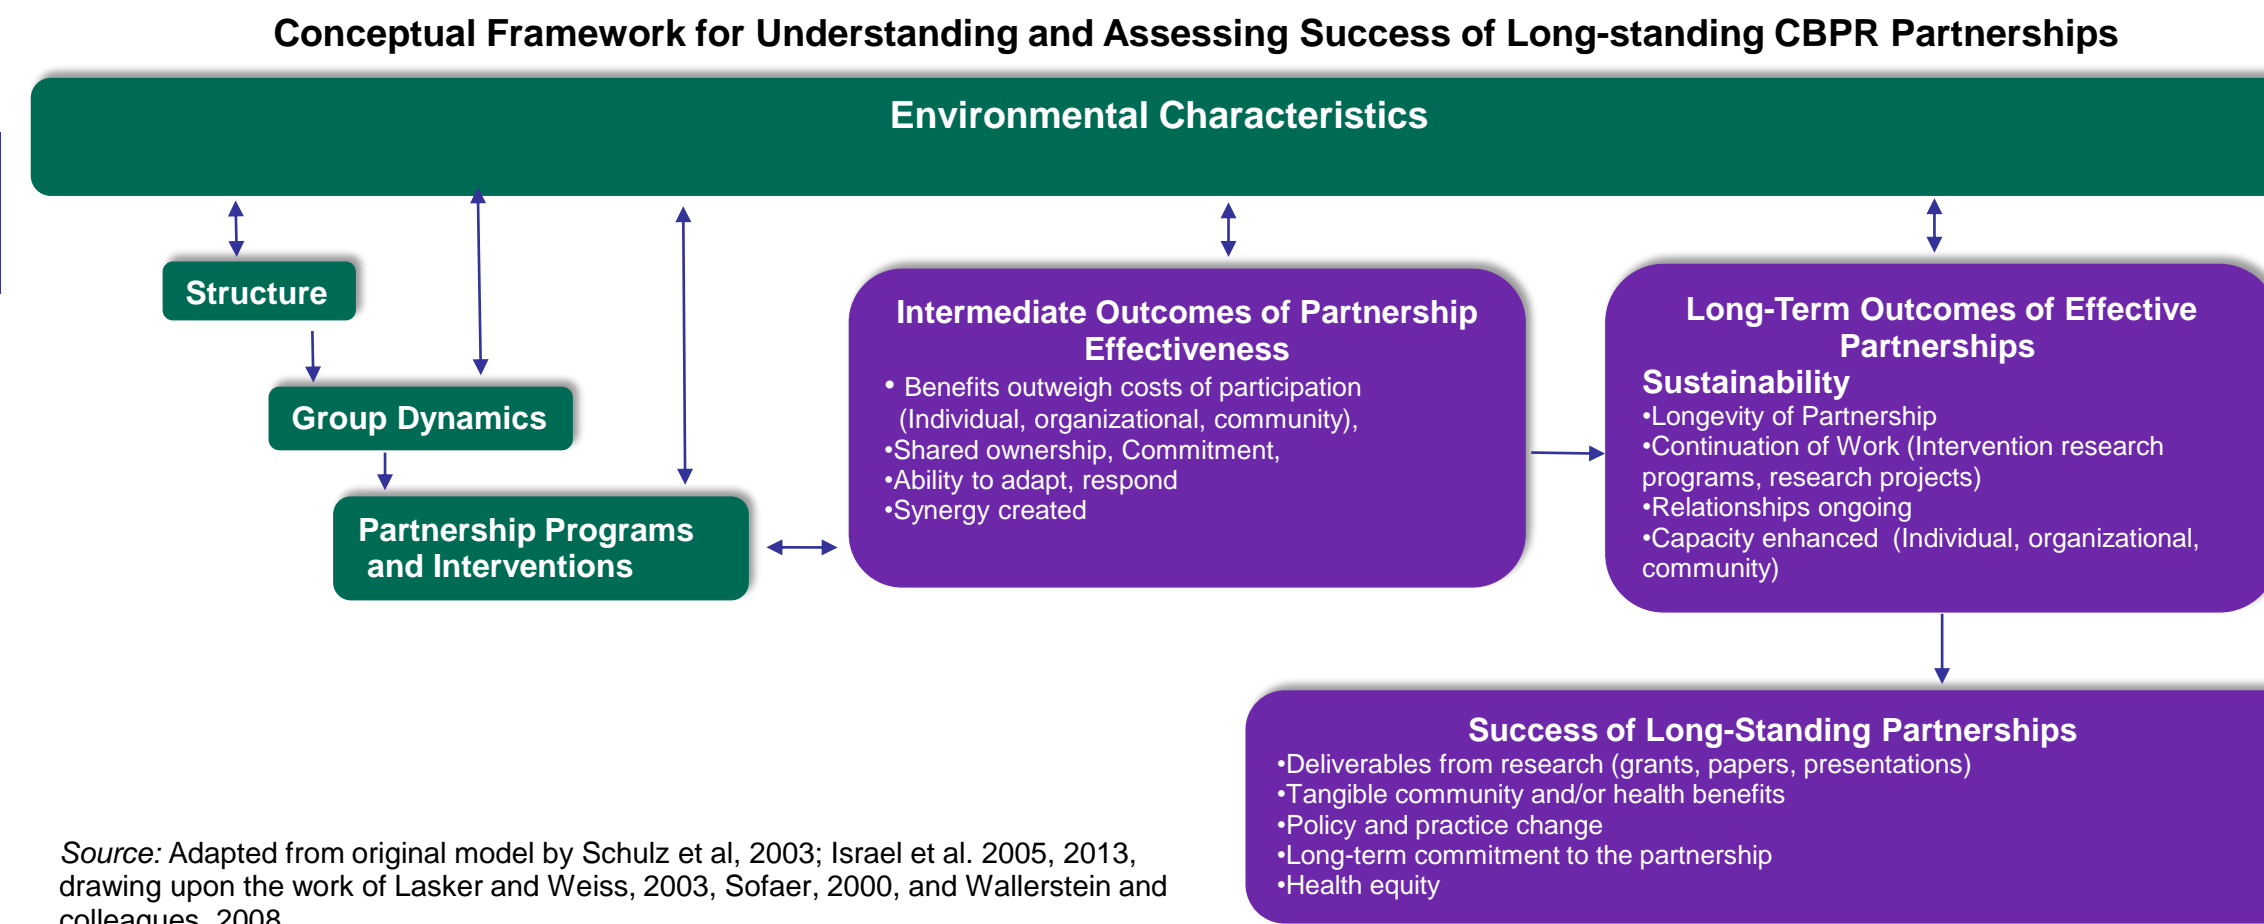 Conceptual Framework for Understanding and Assessing Success of Long-standing CBPR Partnerships
Environmental Characteristics
Structure
Group Dynamics
Partnership Programs
and Interventions
Intermediate Outcomes of Partnership
Effectiveness
• Benefits outweigh costs of participation
(Individual, organizational, community),
•Shared ownership, Commitment,
•Ability to adapt, respond
•Synergy created
Long-Term Outcomes of Effective
Partnerships
Sustainability
•Longevity of Partnership
•Continuation of Work (Intervention research
programs, research projects)
•Relationships ongoing
•Capacity enhanced  (Individual, organizational,
community)
Success of Long-Standing Partnerships
•Deliverables from research (grants, papers, presentations)
•Tangible community and/or health benefits
•Policy and practice change
•Long-term commitment to the partnership
•Health equity
Source: Adapted from original model by Schulz et al, 2003; Israel et al. 2005, 2013,
drawing upon the work of Lasker and Weiss, 2003, Sofaer, 2000, and Wallerstein and
colleagues, 2008